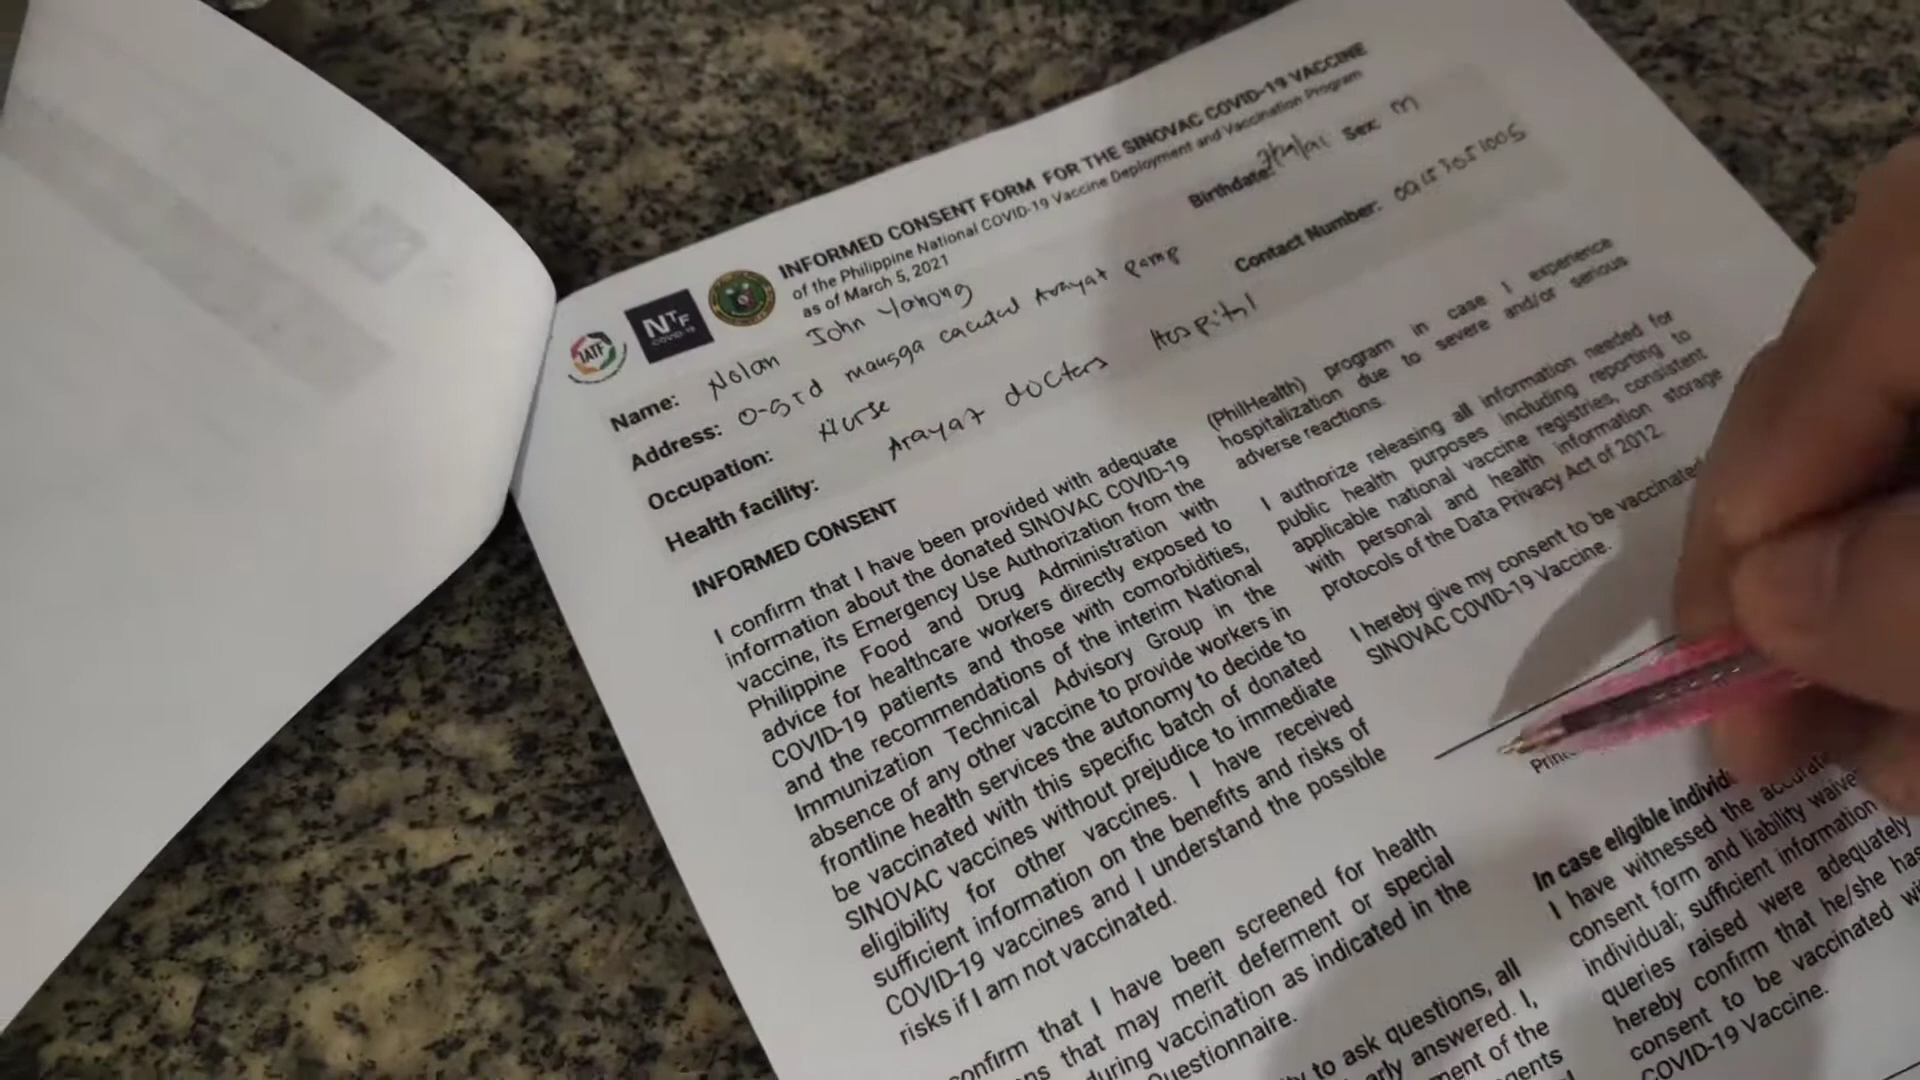 INFORMED CONSENT FORM FOR THE SINOVAC COVID-19 VACCINE
of the Philippine National COVID-19 Vaccine Deployment and Vaccination Program
as of March 5, 2021
IATF
NTF
COVID-19
Name: Nolan John Yahong
Birthdate: Sex: m
Address: mangga Arayat pamp
Contact Number:
Occupation: Nurse
Health facility: Arayat doctors Hospital
INFORMED CONSENT
I confirm that I have been provided with adequate
information about the donated SINOVAC COVID-19
vaccine, its Emergency Use Authorization from the
Philippine Food and Drug Administration with
advice for healthcare workers directly exposed to
COVID-19 patients and those with comorbidities,
and the recommendations of the interim National
Immunization Technical Advisory Group in the
absence of any other vaccine to provide workers in
frontline health services the autonomy to decide to
be vaccinated with this specific batch of donated
SINOVAC vaccines without prejudice to immediate
eligibility for other vaccines. I have received
sufficient information on the benefits and risks of
COVID-19 vaccines and I understand the possible
risks if I am not vaccinated.
confirm that I have been screened for health
that may merit deferment or special
during vaccination as indicated in the
Questionnaire.
to ask questions, all
answered. I,
of the
(PhilHealth) program in case I experience
hospitalization due to severe and/or serious
adverse reactions.
I authorize releasing all information needed for
public health purposes including reporting to
applicable national vaccine registries, consistent
with personal and health information storage
protocols of the Data Privacy Act of 2012.
I hereby give my consent to be vaccinated
SINOVAC COVID-19 Vaccine.
In case eligible individ
I have witnessed the accurat
consent form and liability waive
individual; sufficient information
queries raised were adequately
hereby confirm that he/she has
consent to be vaccinated wi
COVID-19 Vaccine.